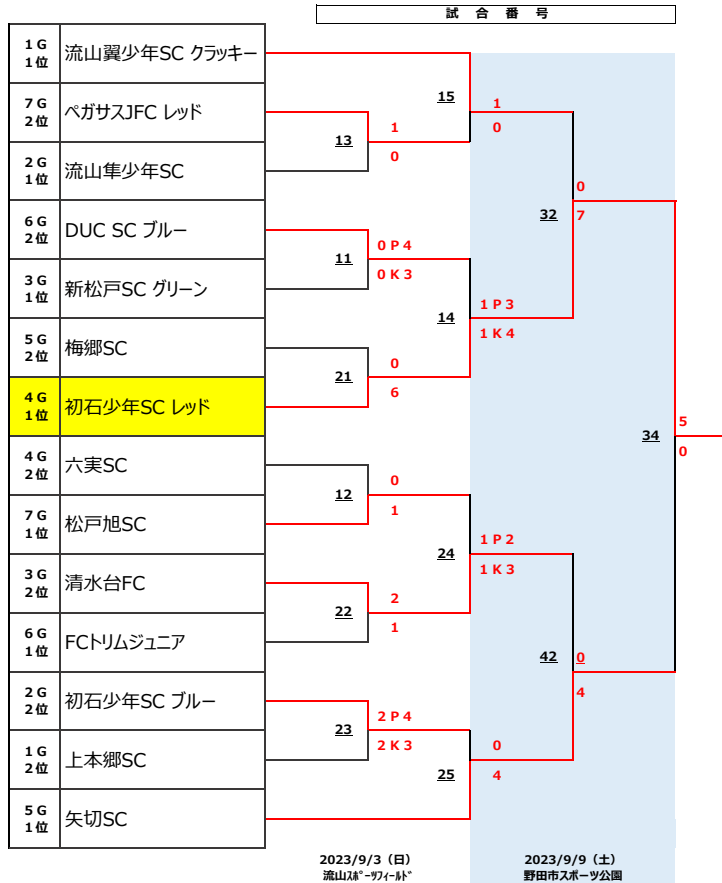 試合番号
1G 1位 流山翼少年SC クラッキー
7G 2位 ペガサスJFC レッド
2G 1位 流山隼少年SC
6G 2位 DUC SC ブルー
3G 1位 新松戸SC グリーン
5G 2位 梅郷SC
4G 1位 初石少年SC レッド
4G 2位 六実SC
7G 1位 松戸旭SC
3G 2位 清水台FC
6G 1位 FCトリムジュニア
2G 2位 初石少年SC ブルー
1G 2位 上本郷SC
5G 1位 矢切SC
13
1
0
11
0 P 4
0 K 3
21
0
6
12
0
1
22
2
1
23
2 P 4
2 K 3
15
1
0
14
1 P 3
1 K 4
24
1 P 2
1 K 3
25
0
4
32
0
7
42
0
4
34
5
0
2023/9/3（日）
流山ｽﾎﾟｰﾂﾌｨｰﾙﾄﾞ
2023/9/9（土）
野田市スポーツ公園